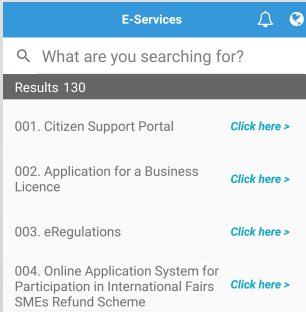 E-Services
What are you searching for?
Results 130
001. Citizen Support Portal
Click here >
002. Application for a Business
Licence
Click here >
003. eRegulations
Click here >
004. Online Application System for
Participation in International Fairs
SMEs Refund Scheme
Click here >